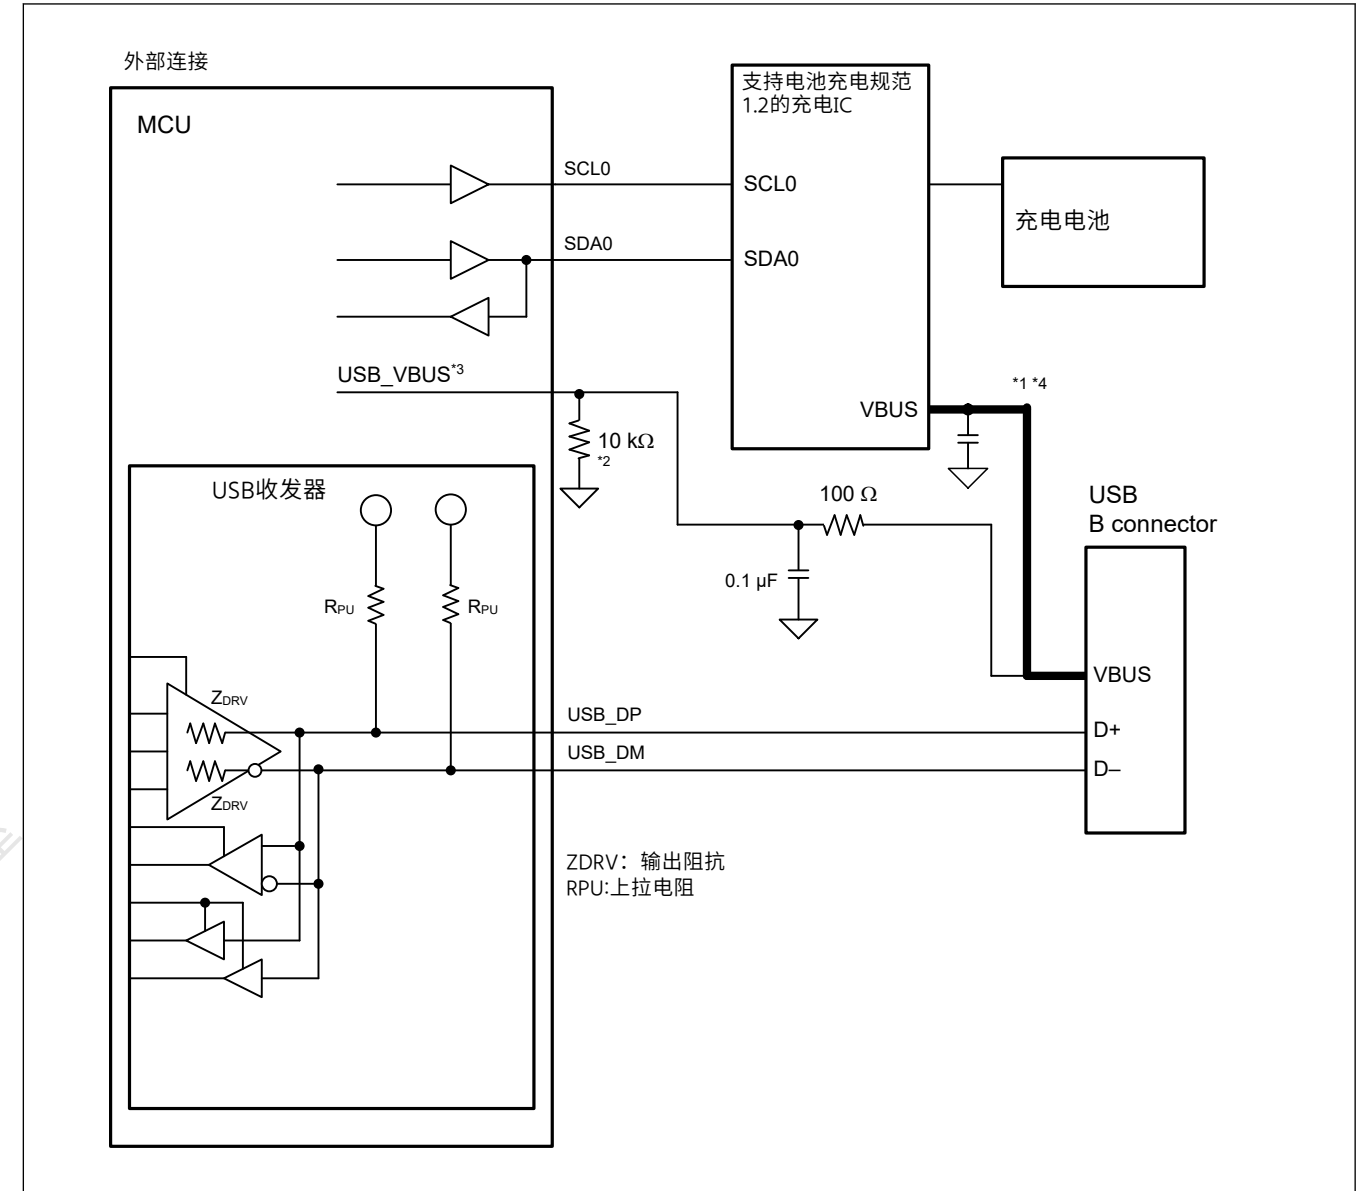 外部连接
MCU
支持电池充电规范
1.2的充电IC
SCL0
SCL0
SDA0
SDA0
充电电池
USB_VBUS*3
VBUS
*1 *4
10 kΩ
*2
100 Ω
0.1 µF
USB
B connector
USB收发器
RPU
RPU
ZDRV
ZDRV
USB_DP
USB_DM
VBUS
D+
D–
ZDRV：输出阻抗
RPU:上拉电阻